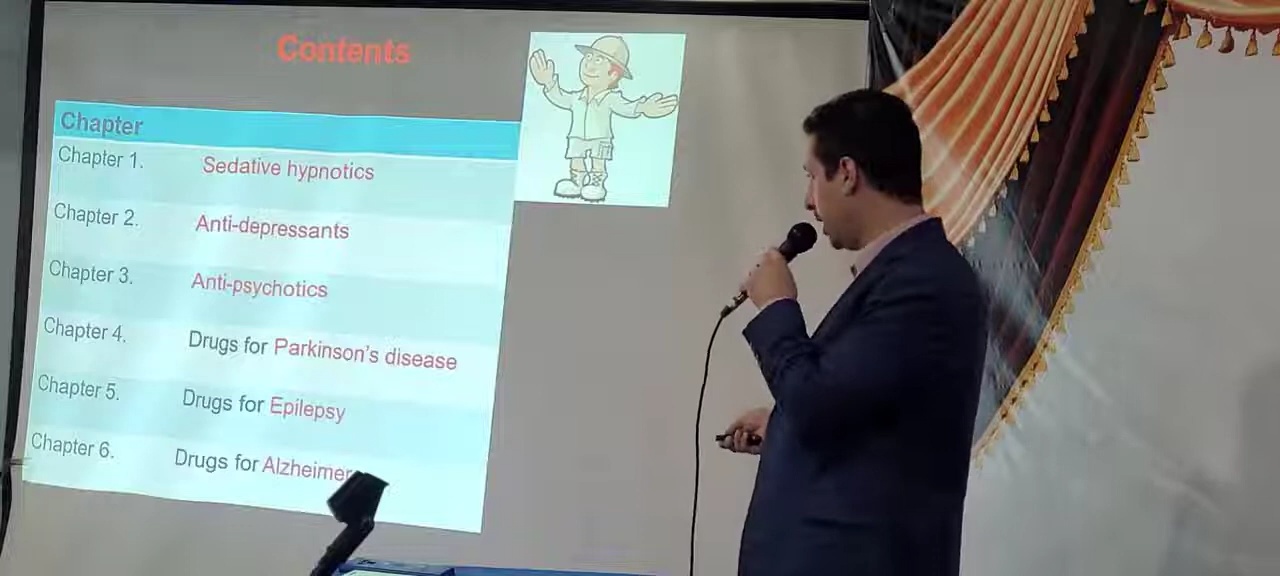 Contents
Chapter
Chapter 1. Sedative hypnotics
Chapter 2. Anti-depressants
Chapter 3. Anti-psychotics
Chapter 4. Drugs for Parkinson's disease
Chapter 5. Drugs for Epilepsy
Chapter 6. Drugs for Alzheimer